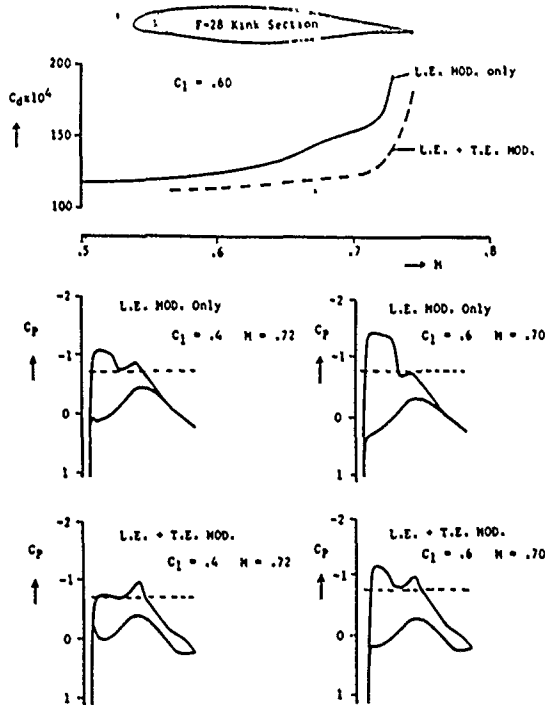 F-28 Kink Section
L.E. MOD. only
C_l = .60
C_d x10^4
200
150
100
L.E. + T.E. MOD.
.5 .6 .7 .8
→ M
L.E. MOD. Only
C_l = .4 M = .72
C_p
-2
-1
0
1
L.E. MOD. Only
C_l = .6 M = .70
C_p
-2
-1
0
1
L.E. + T.E. MOD.
C_l = .4 M = .72
C_p
-2
-1
0
1
L.E. + T.E. MOD.
C_l = .6 M = .70
C_p
-2
-1
0
1